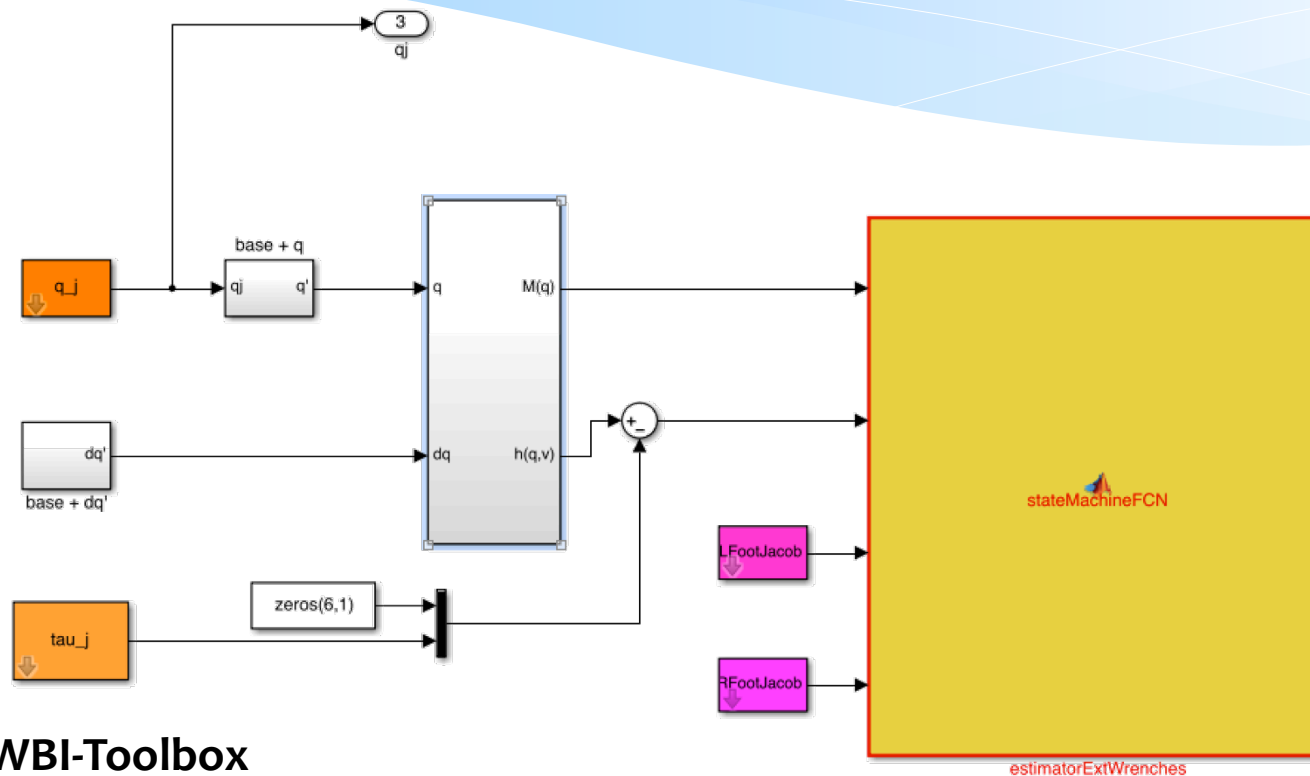 3
qj
base + q
q_j
qj
q'
q
M(q)
dq'
dq
h(q,v)
base + dq'
+
_
stateMachineFCN
LFootJacob
zeros(6,1)
tau_j
RFootJacob
WBI-Toolbox
estimatorExtWrenches